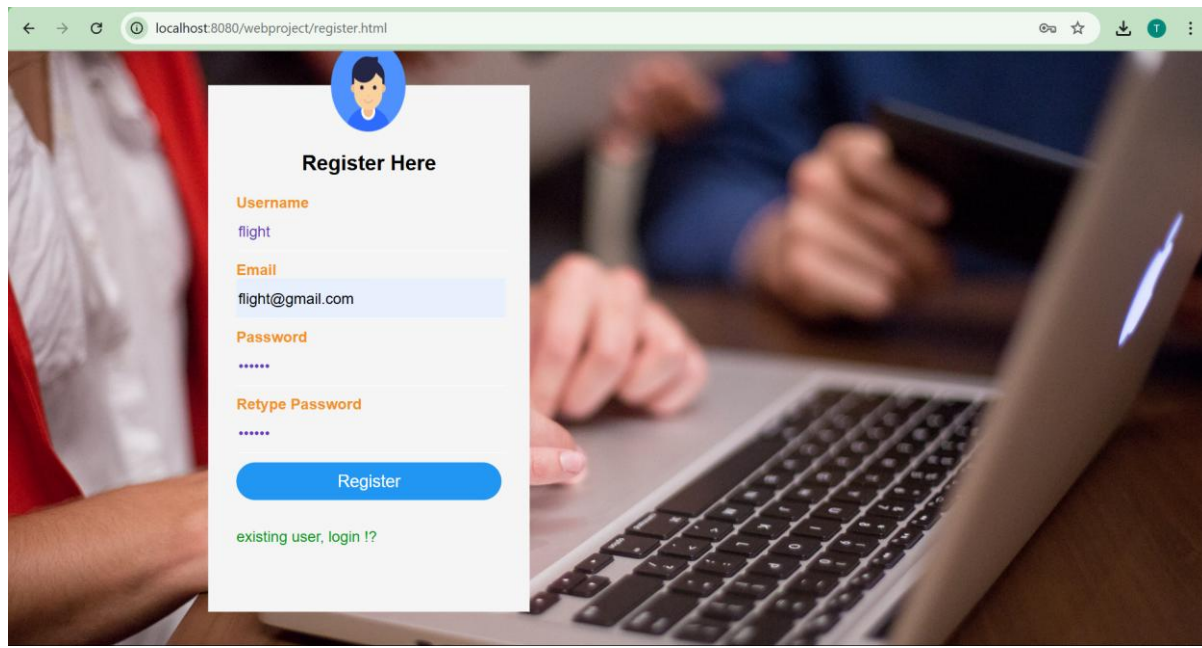 localhost:8080/webproject/register.html
T
Register Here
Username
flight
Email
flight@gmail.com
Password
••••••
Retype Password
••••••
Register
existing user, login !?